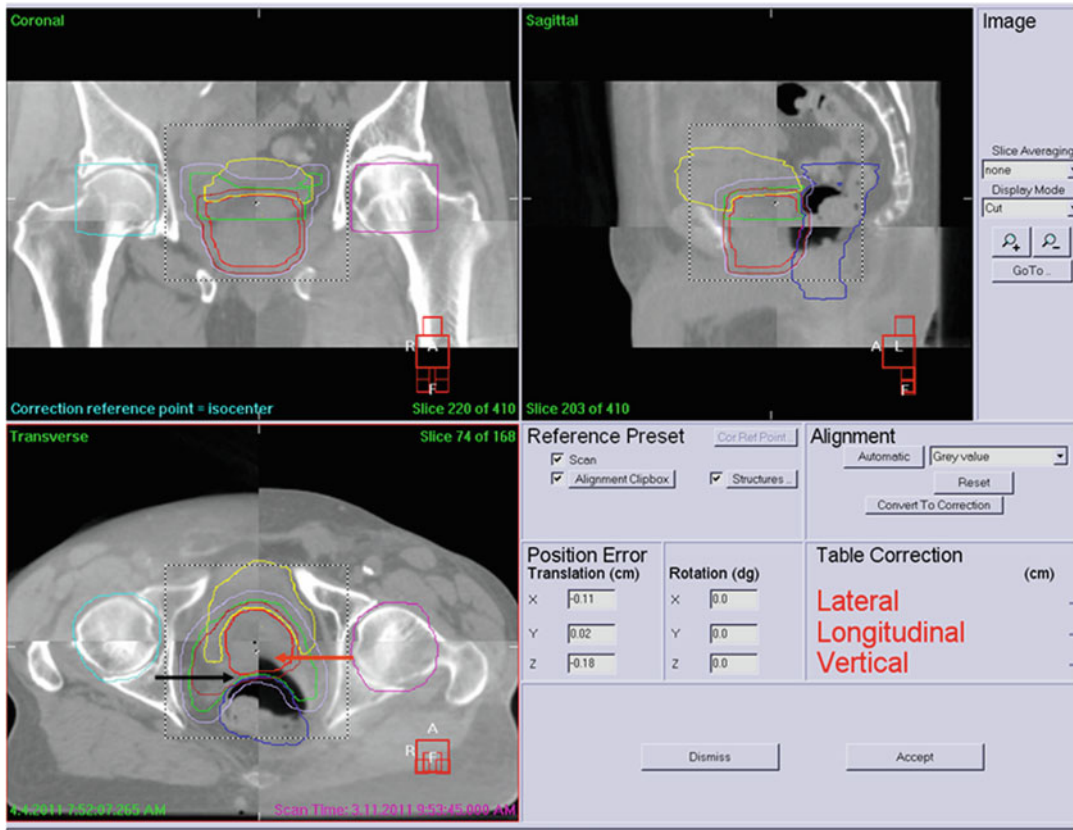 Coronal
R A
F
Correction reference point = isocenter
Slice 220 of 410
Sagittal
A L
F
Slice 203 of 410
Image
Slice Averaging
none
Display Mode
Cut
GoTo ..
Transverse
Slice 74 of 168
A
R F
4.4.2011 7:52:07.265 AM
Scan Time: 3.11.2011 9:53:45.000 AM
Reference Preset
Cor Ref Point ..
Scan
Alignment Clipbox
Structures ..
Alignment
Automatic
Grey value
Reset
Convert To Correction
Position Error
Translation (cm)
X -0.11
Y 0.02
Z -0.18
Rotation (dg)
X 0.0
Y 0.0
Z 0.0
Table Correction
(cm)
Lateral
Longitudinal
Vertical
Dismiss
Accept